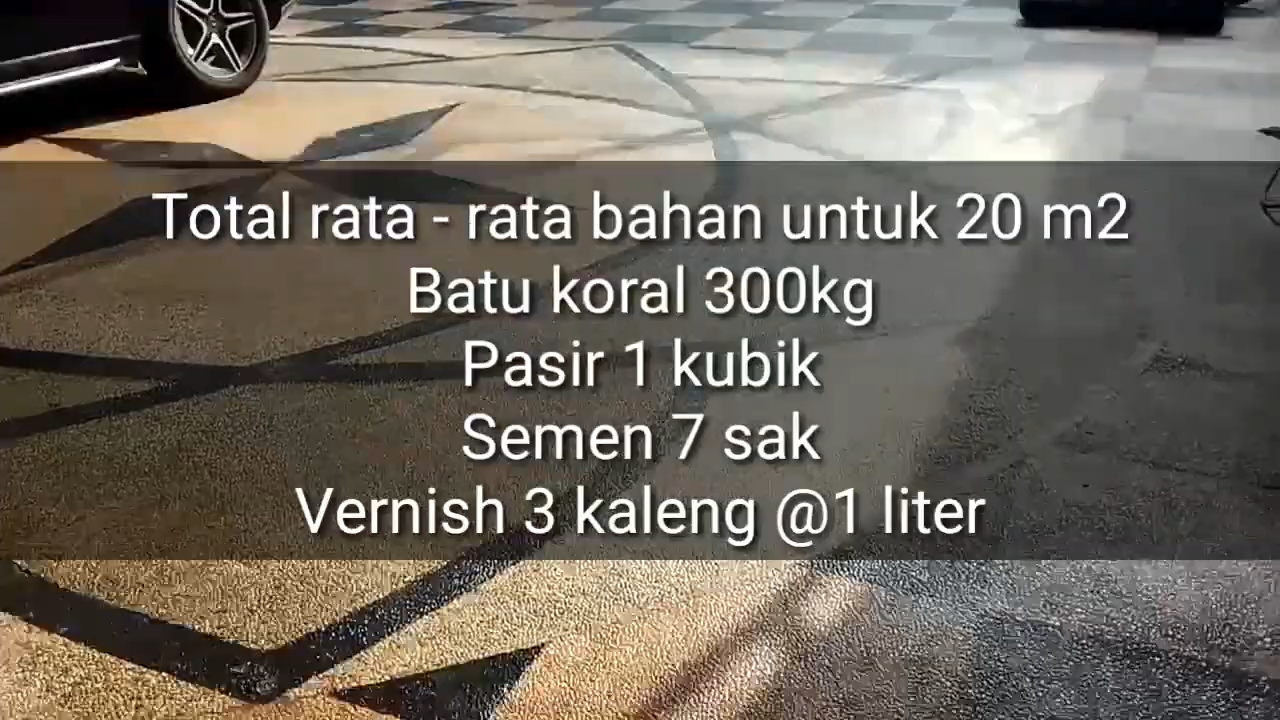 Total rata - rata bahan untuk 20 m2
Batu koral 300kg
Pasir 1 kubik
Semen 7 sak
Vernish 3 kaleng @1 liter